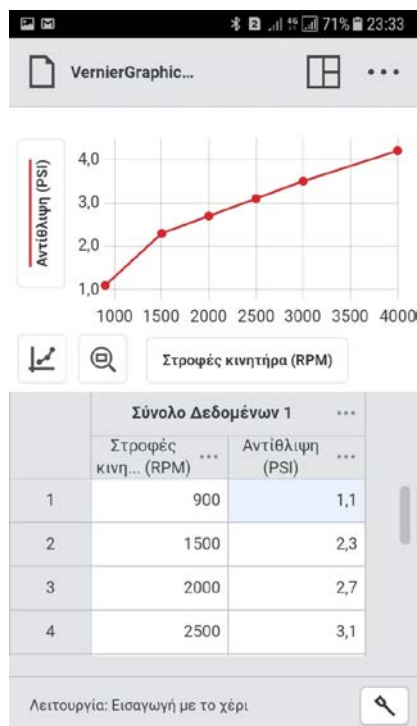 71% 23:33
VernierGraphic...
Αντίθλιψη (PSI)
4,0
3,0
2,0
1,0
1000 1500 2000 2500 3000 3500 4000
Στροφές κινητήρα (RPM)
Σύνολο Δεδομένων 1 ...
Στροφές ... Αντίθλιψη ...
κινη... (RPM) (PSI)
1 900 1,1
2 1500 2,3
3 2000 2,7
4 2500 3,1
Λειτουργία: Εισαγωγή με το χέρι